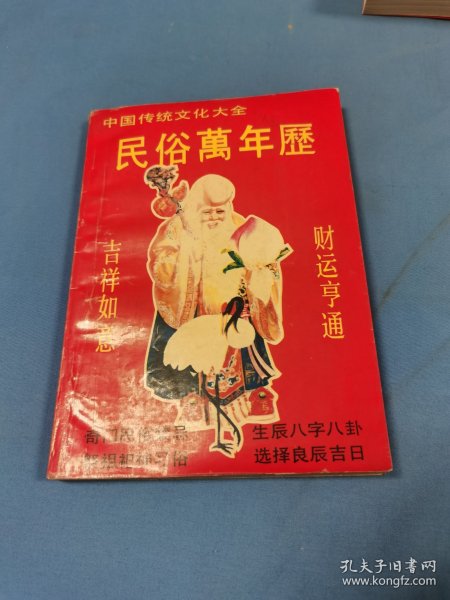 中国传统文化大全
民俗萬年歷
吉祥如意
财运亨通
生辰八字八卦
选择良辰吉日
孔夫子旧书网
www.kongfz.com